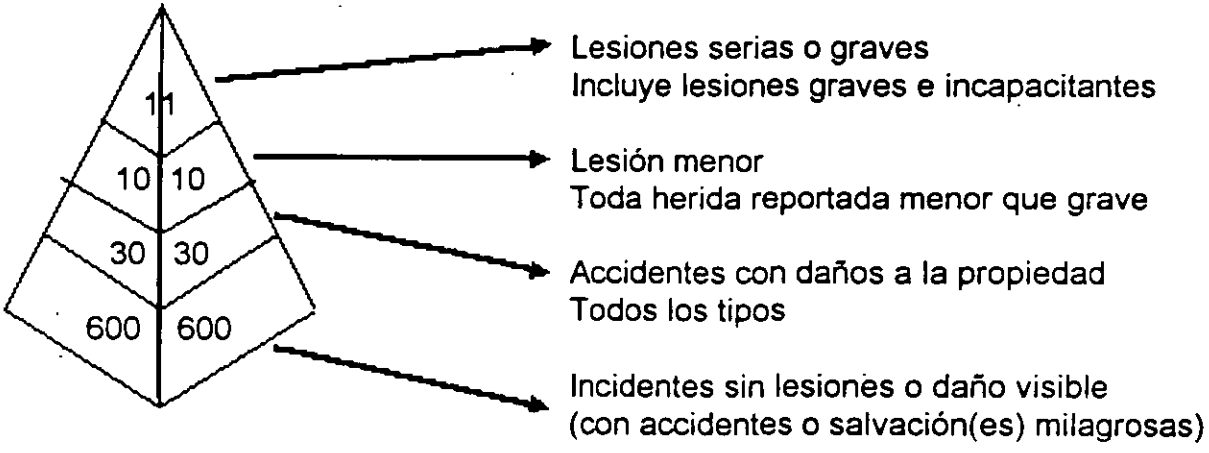 Lesiones serias o graves
Incluye lesiones graves e incapacitantes
11
Lesión menor
Toda herida reportada menor que grave
10 10
30 30
Accidentes con daños a la propiedad
Todos los tipos
600 600
Incidentes sin lesiones o daño visible
(con accidentes o salvación(es) milagrosas)